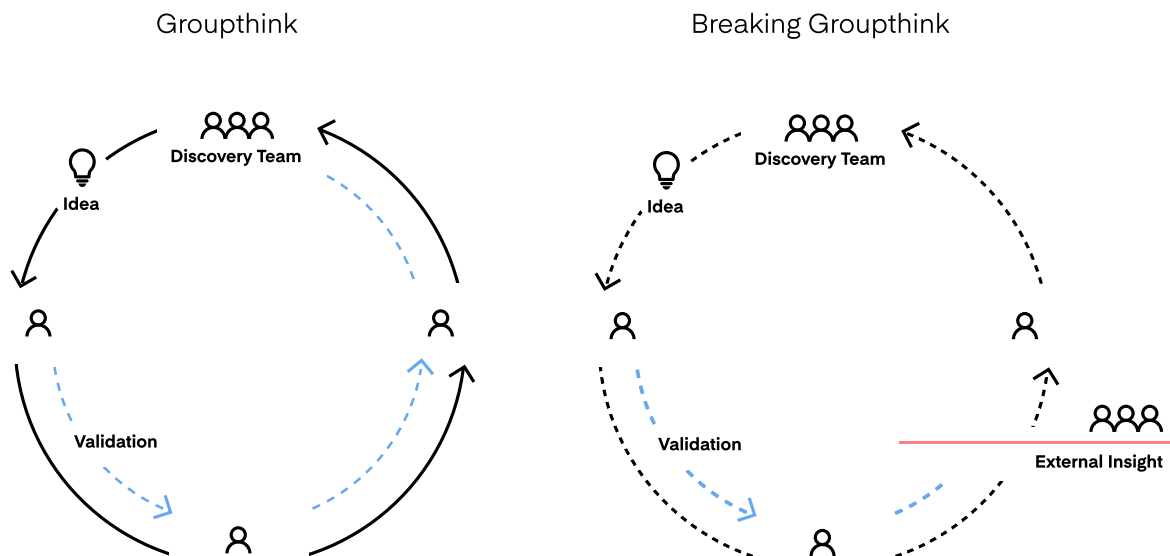 Groupthink
Breaking Groupthink
Discovery Team
Idea
Validation
Discovery Team
Idea
Validation
External Insight